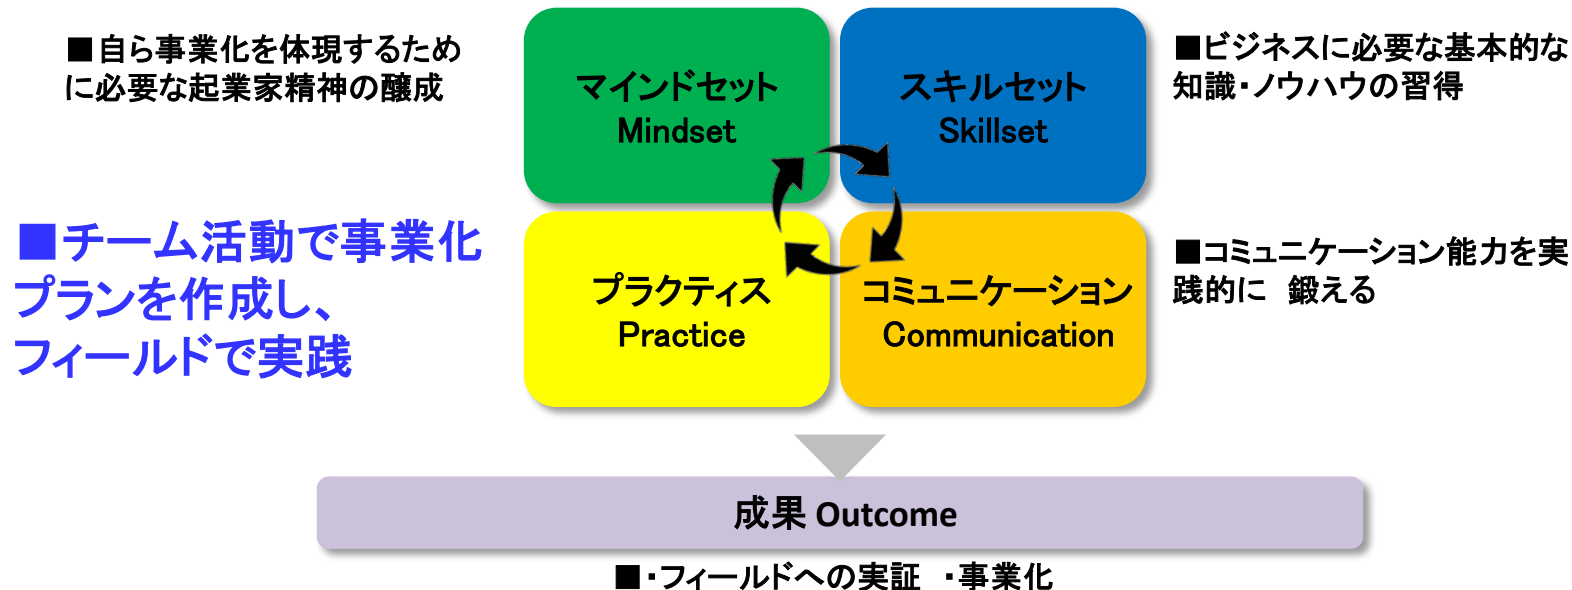 ■自ら事業化を体現するため
に必要な起業家精神の醸成
マインドセット
Mindset
スキルセット
Skillset
■ビジネスに必要な基本的な
知識・ノウハウの習得
■チーム活動で事業化
プランを作成し、
フィールドで実践
プラクティス
Practice
コミュニケーション
Communication
■コミュニケーション能力を実
践的に　鍛える
成果 Outcome
■・フィールドへの実証　・事業化